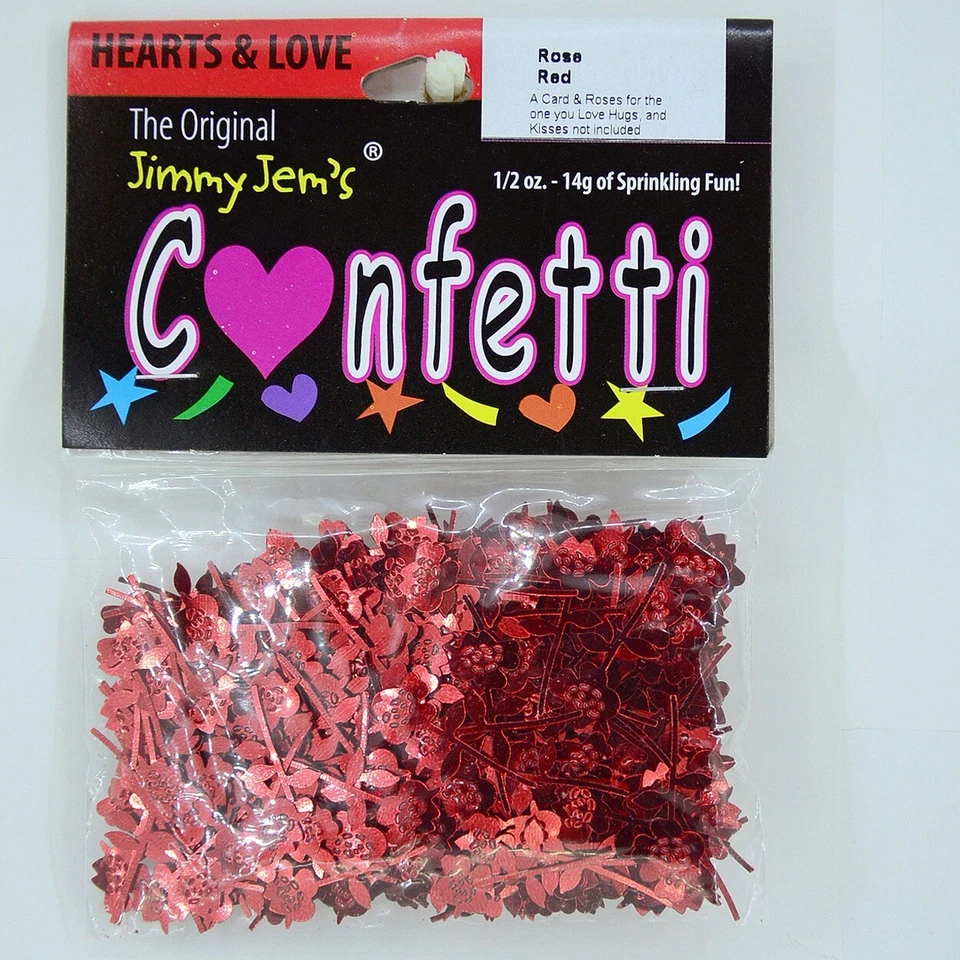 HEARTS & LOVE
Rose
Red
A Card & Roses for the
one you Love Hugs, and
Kisses not included
The Original
Jimmy Jem's®
1/2 oz. - 14g of Sprinkling Fun!
Confetti